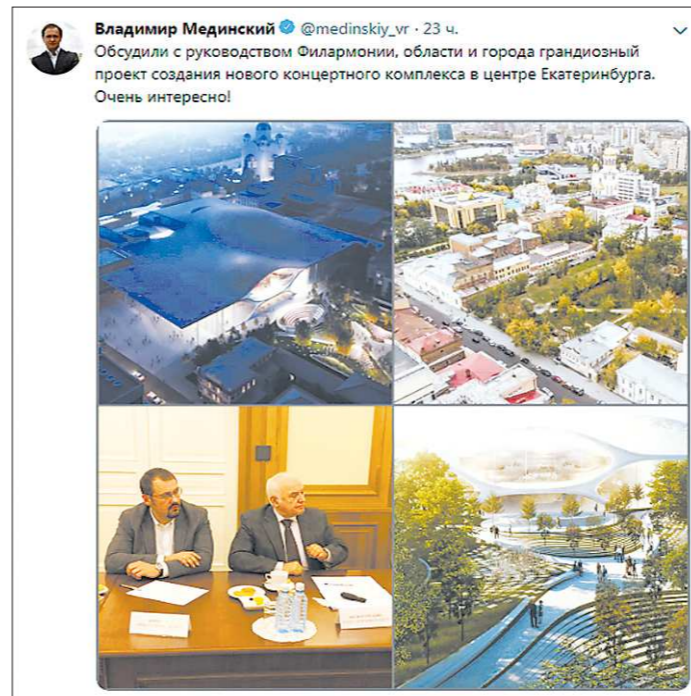 Владимир Мединский @medinskiy_vr · 23 ч.
Обсудили с руководством Филармонии, области и города грандиозный
проект создания нового концертного комплекса в центре Екатеринбурга.
Очень интересно!